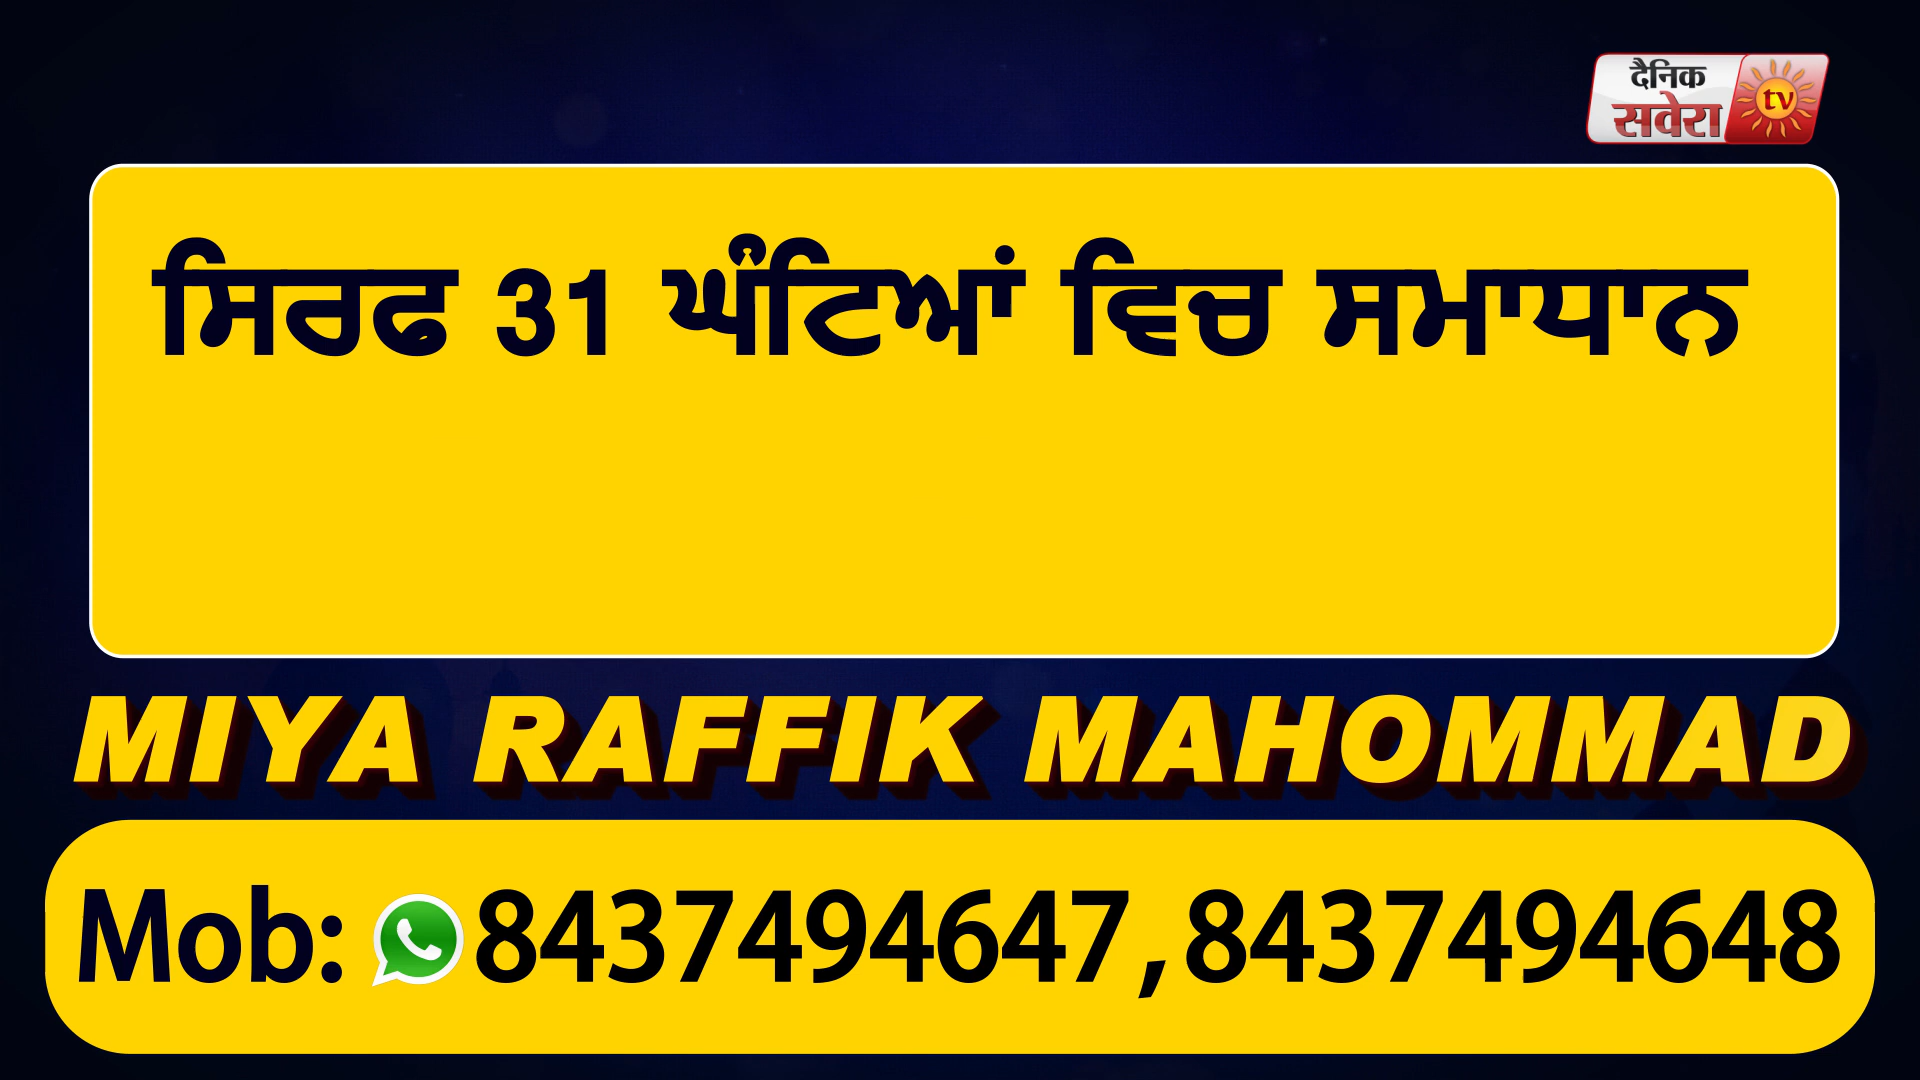 दैनिक
सवेरा tv
ਸਿਰਫ 31 ਘੰਟਿਆਂ ਵਿਚ ਸਮਾਧਾਨ
MIYA RAFFIK MAHOMMAD
Mob: 8437494647, 8437494648